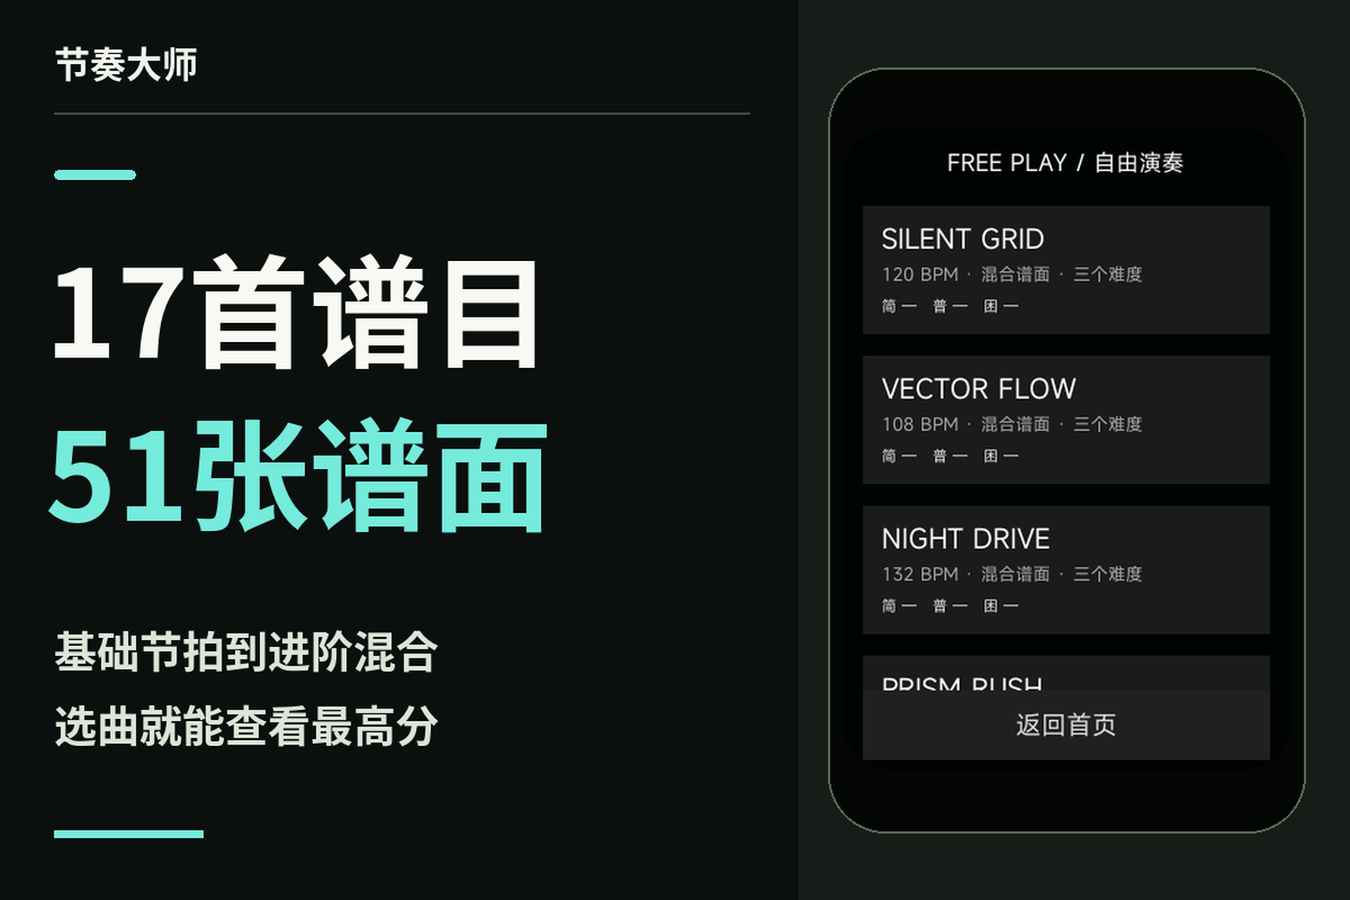 节奏大师
17首谱目
51张谱面
基础节拍到进阶混合
选曲就能查看最高分
FREE PLAY / 自由演奏
SILENT GRID
120 BPM · 混合谱面 · 三个难度
简 — 普 — 困 —
VECTOR FLOW
108 BPM · 混合谱面 · 三个难度
简 — 普 — 困 —
NIGHT DRIVE
132 BPM · 混合谱面 · 三个难度
简 — 普 — 困 —
PRISM RUSH
返回首页